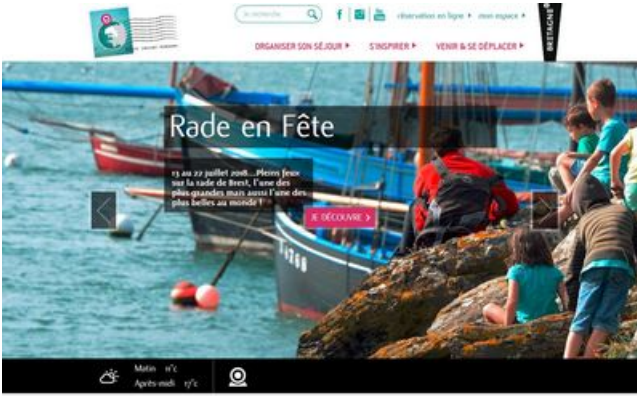 Je recherche
réservation en ligne
mon espace
BRETAGNE
ORGANISER SON SÉJOUR
S'INSPIRER
VENIR & SE DÉPLACER
Rade en Fête
13 au 22 juillet 2018...Pleins feux
sur la rade de Brest, l'une des
plus grandes mais aussi l'une des
plus belles au monde !
JE DÉCOUVRE
Matin 11°c
Après-midi 17°c